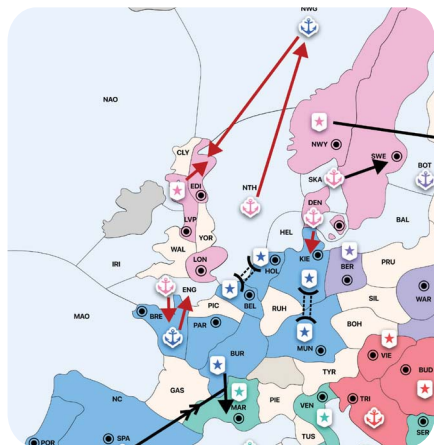 NWG
NAO
CLY
NWY
SWE
SKA
BOT
EDI
NTH
DEN
LVP
YOR
HEL
BAL
WAL
IRI
LON
KIE
HOL
BER
PRU
ENG
MAO
BRE
PIC
BEL
RUH
SIL
WAR
PAR
BOH
MUN
BUR
VIE
TYR
BUD
GAS
NC
MAR
PIE
VEN
TRI
SPA
POR
TUS
SER